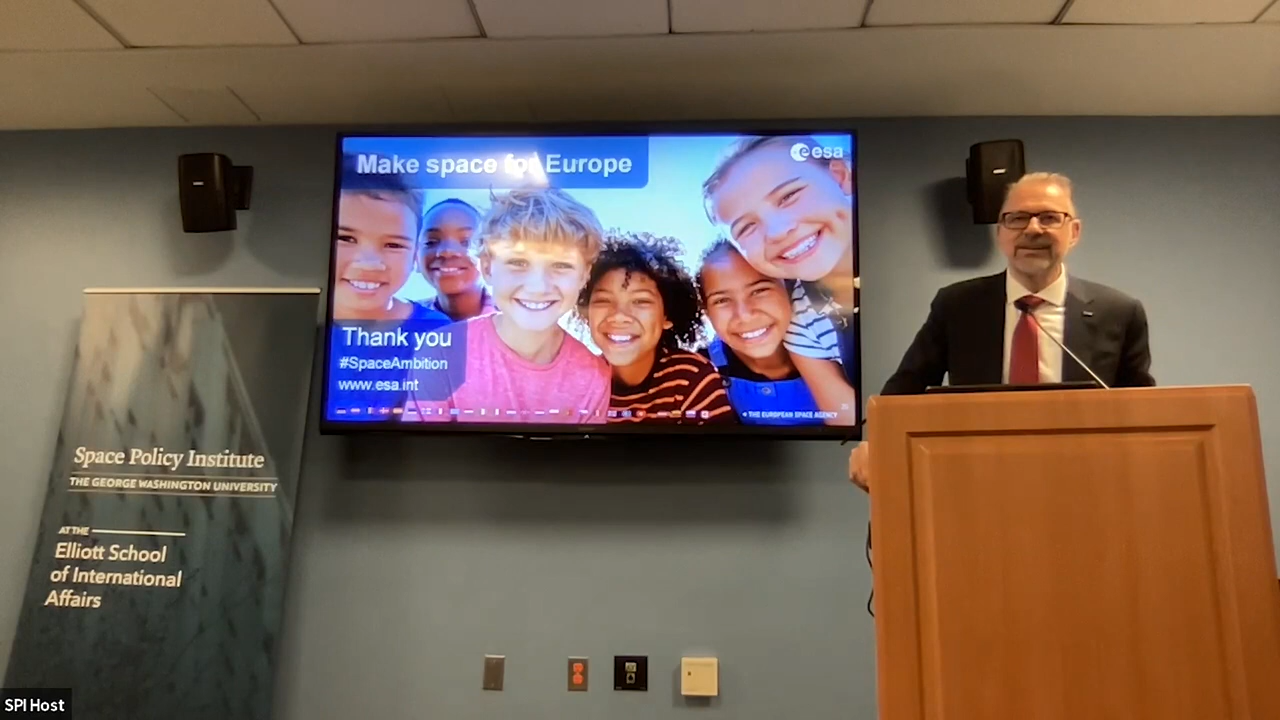 Make space for Europe
esa
Thank you
#SpaceAmbition
www.esa.int
THE EUROPEAN SPACE AGENCY
Space Policy Institute
THE GEORGE WASHINGTON UNIVERSITY
AT THE
Elliott School
of International
Affairs
SPI Host